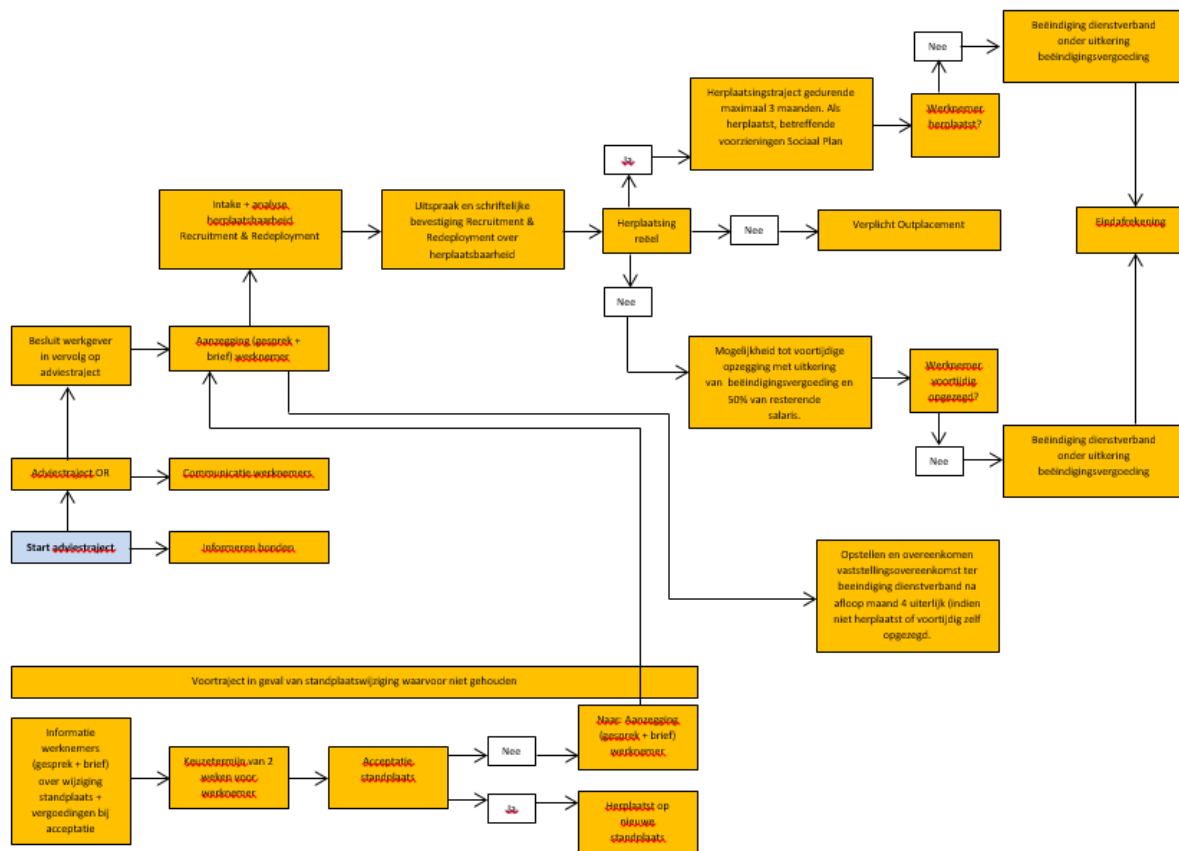 Beëindiging dienstverband
onder uitkering
beëindigingsvergoeding
Nee
Herplaatsingstraject gedurende
maximaal 3 maanden. Als
herplaatst, betreffende
voorzieningen Sociaal Plan
Werknemer
herplaatst?
Ja
Intake + analyse
herplaatsbaarheid
Recruitment & Redeployment
Uitspraak en schriftelijke
bevestiging Recruitment &
Redeployment over
herplaatsbaarheid
Herplaatsing
reëel
Nee
Verplicht Outplacement
Eindafrekening
Nee
Besluit werkgever
in vervolg op
adviestraject
Aanzegging (gesprek +
brief) werknemer
Mogelijkheid tot voortijdige
opzegging met uitkering
van beëindigingsvergoeding en
50% van resterende
salaris.
Werknemer
voortijdig
opgezegd?
Nee
Beëindiging dienstverband
onder uitkering
beëindigingsvergoeding
Adviestraject OR
Communicatie werknemers
Start adviestraject
Informeren bonden
Opstellen en overeenkomen
vaststellingsovereenkomst ter
beeindiging dienstverband na
afloop maand 4 uiterlijk (indien
niet herplaatst of voortijdig zelf
opgezegd.
Voortraject in geval van standplaatswijziging waarvoor niet gehouden
Informatie
werknemers
(gesprek + brief)
over wijziging
standplaats +
vergoedingen bij
acceptatie
Keuzetermijn van 2
weken voor
werknemer
Acceptatie
standplaats
Nee
Naar: Aanzegging
(gesprek + brief)
werknemer
Ja
Herplaatst op
nieuwe
standplaats